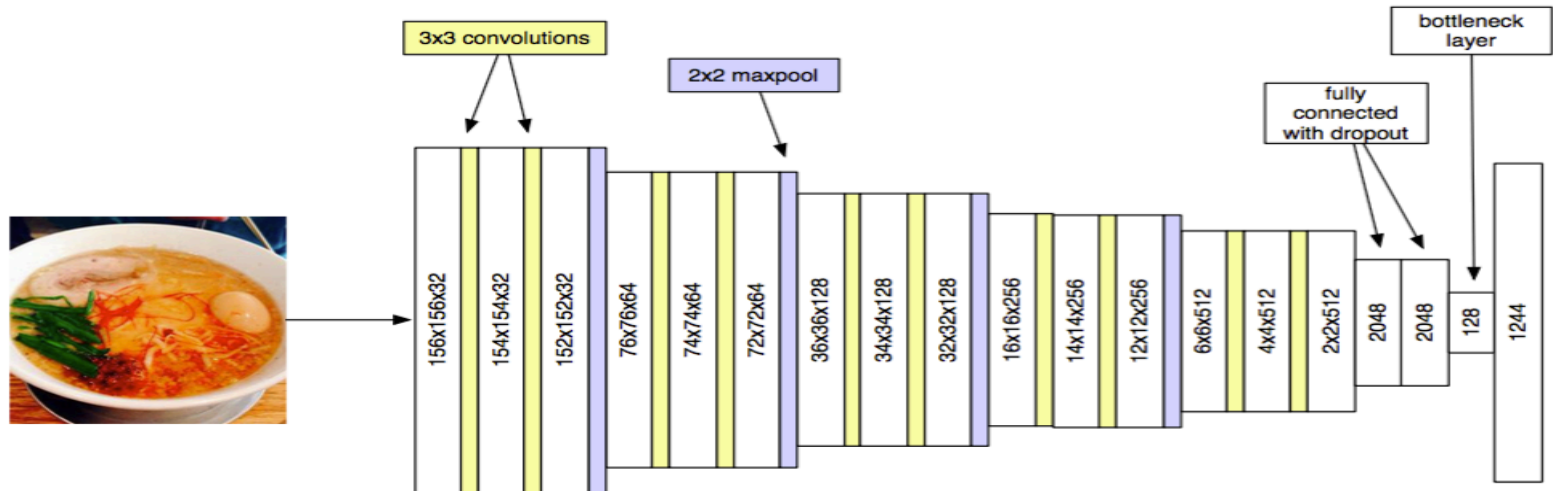 3x3 convolutions
2x2 maxpool
bottleneck
layer
fully
connected
with dropout
156x156x32
154x154x32
152x152x32
76x76x64
74x74x64
72x72x64
36x36x128
34x34x128
32x32x128
16x16x256
14x14x256
12x12x256
6x6x512
4x4x512
2x2x512
2048
2048
128
1244